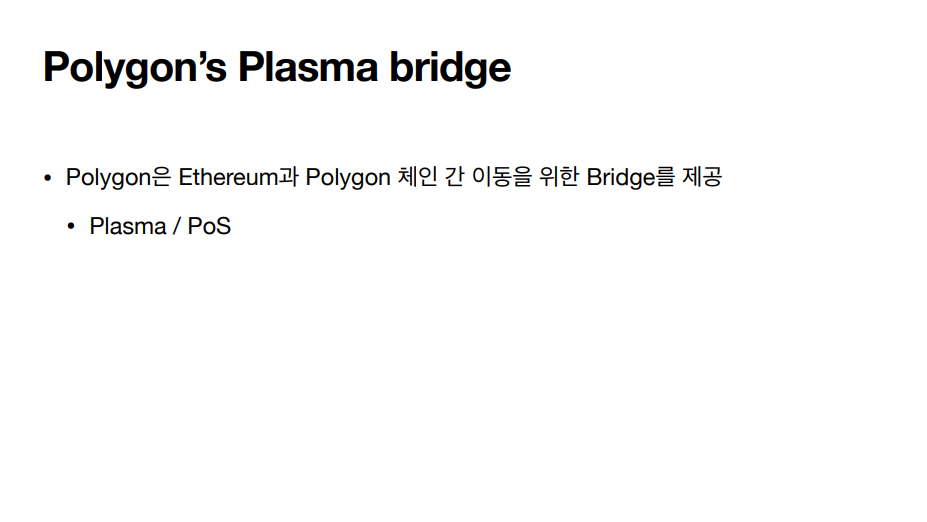 Polygon’s Plasma bridge
• Polygon은 Ethereum과 Polygon 체인 간 이동을 위한 Bridge를 제공
• Plasma / PoS